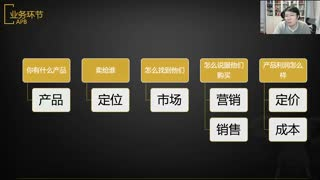 业务环节
APB
你有什么产品
卖给谁
怎么找到他们
怎么说服他们
购买
产品利润怎么
样
产品
定位
市场
营销
定价
销售
成本